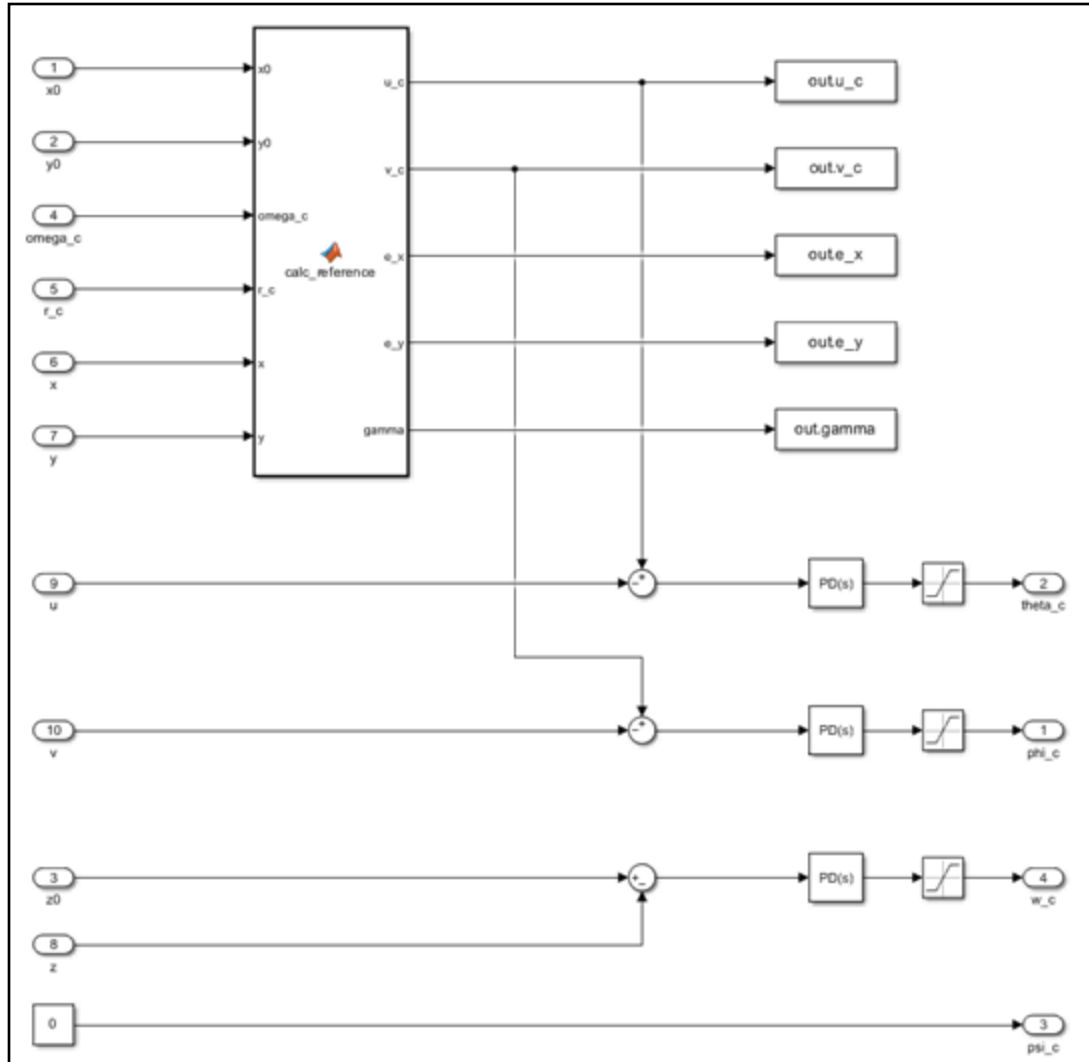 1
x0
2
y0
4
omega_c
5
r_c
6
x
7
y
x0
y0
omega_c
r_c
x
y
calc_reference
u_c
v_c
e_x
e_y
gamma
out.u_c
out.v_c
out.e_x
out.e_y
out.gamma
9
u
-
+
PD(s)
2
theta_c
10
v
-
+
PD(s)
1
phi_c
3
z0
+
-
PD(s)
4
w_c
8
z
0
3
psi_c